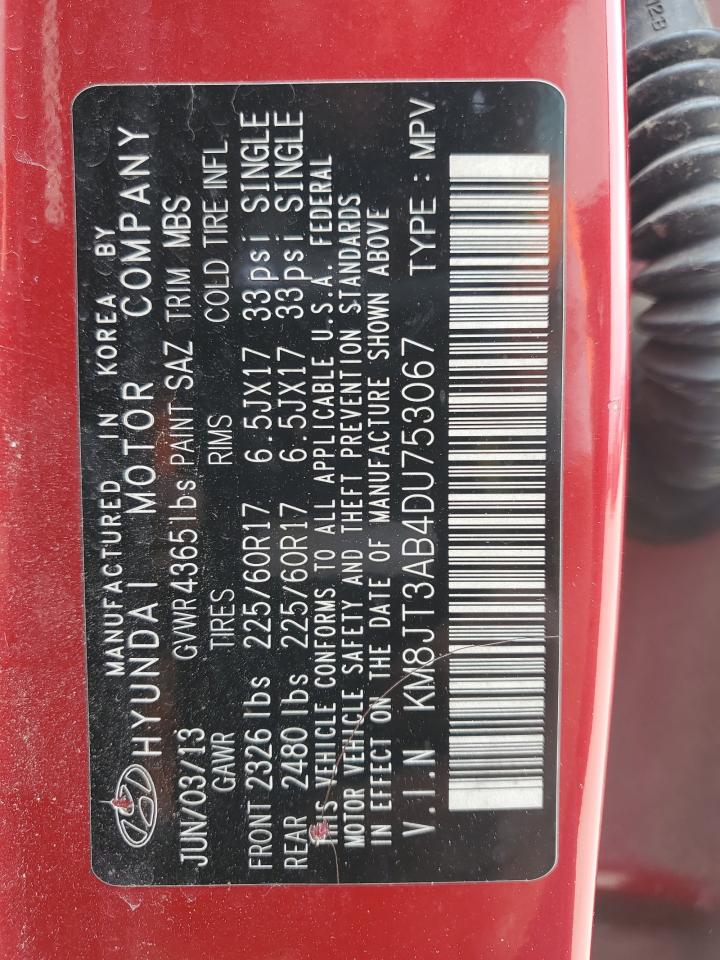 MANUFACTURED IN KOREA BY
HYUNDAI MOTOR COMPANY
JUN/03/13 GVWR 4365 lbs PAINT SAZ TRIM MBS
GAWR TIRES RIMS COLD TIRE INFL
FRONT 2326 lbs 225/60R17 6.5JX17 33psi SINGLE
REAR 2480 lbs 225/60R17 6.5JX17 33psi SINGLE
THIS VEHICLE CONFORMS TO ALL APPLICABLE U.S.A. FEDERAL
MOTOR VEHICLE SAFETY AND THEFT PREVENTION STANDARDS
IN EFFECT ON THE DATE OF MANUFACTURE SHOWN ABOVE
V.I.N KM8JT3AB4DU753067 TYPE : MPV